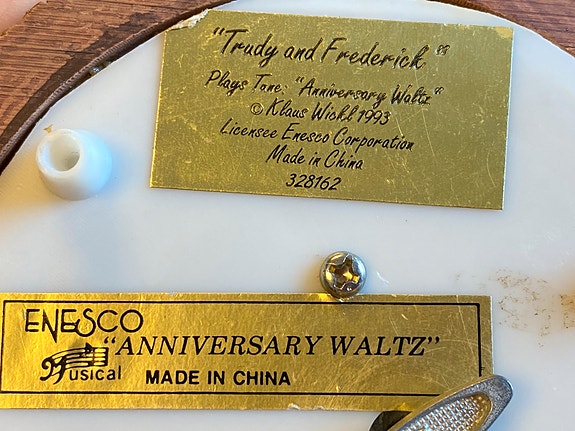 "Trudy and Frederick"
Plays Tune: "Anniversary Waltz"
© Klaus Wickl 1993
Licensee Enesco Corporation
Made in China
328162
ENESCO
"ANNIVERSARY WALTZ"
Musical MADE IN CHINA